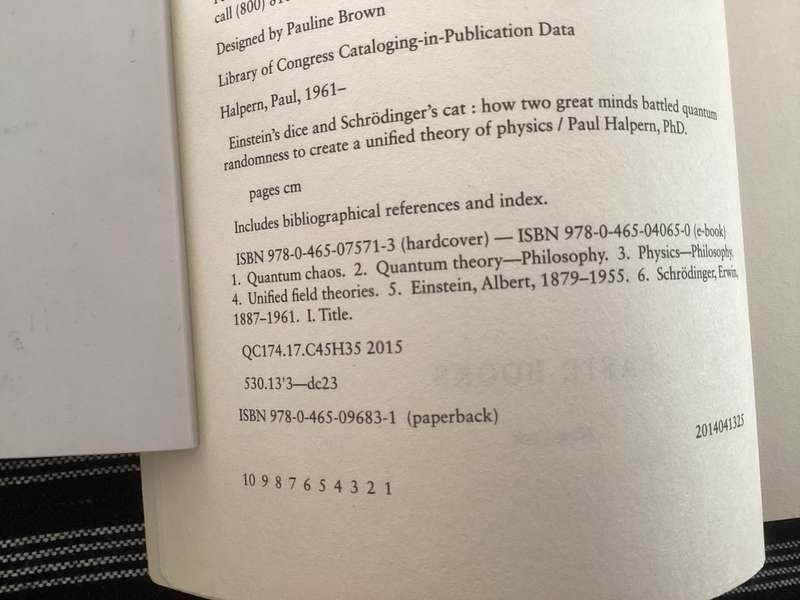 call (800) 81
Designed by Pauline Brown
Library of Congress Cataloging-in-Publication Data
Halpern, Paul, 1961–
Einstein's dice and Schrödinger's cat : how two great minds battled quantum
randomness to create a unified theory of physics / Paul Halpern, PhD.
pages cm
Includes bibliographical references and index.
ISBN 978-0-465-07571-3 (hardcover) — ISBN 978-0-465-04065-0 (e-book)
1. Quantum chaos. 2. Quantum theory—Philosophy. 3. Physics—Philosophy.
4. Unified field theories. 5. Einstein, Albert, 1879–1955. 6. Schrödinger, Erwin,
1887–1961. I. Title.
QC174.17.C45H35 2015
530.13'3—dc23
ISBN 978-0-465-09683-1 (paperback)
2014041325
10 9 8 7 6 5 4 3 2 1